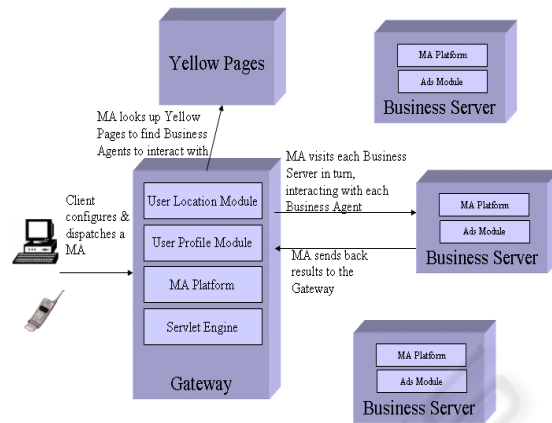 Yellow Pages
MA Platform
Ads Module
Business Server
MA looks up Yellow
Pages to find Business
Agents to interact with
MA visits each Business
Server in turn,
interacting with each
Business Agent
Client
configures &
dispatches a
MA
User Location Module
User Profile Module
MA Platform
Servlet Engine
Gateway
MA Platform
Ads Module
Business Server
MA sends back
results to the
Gateway
MA Platform
Ads Module
Business Server